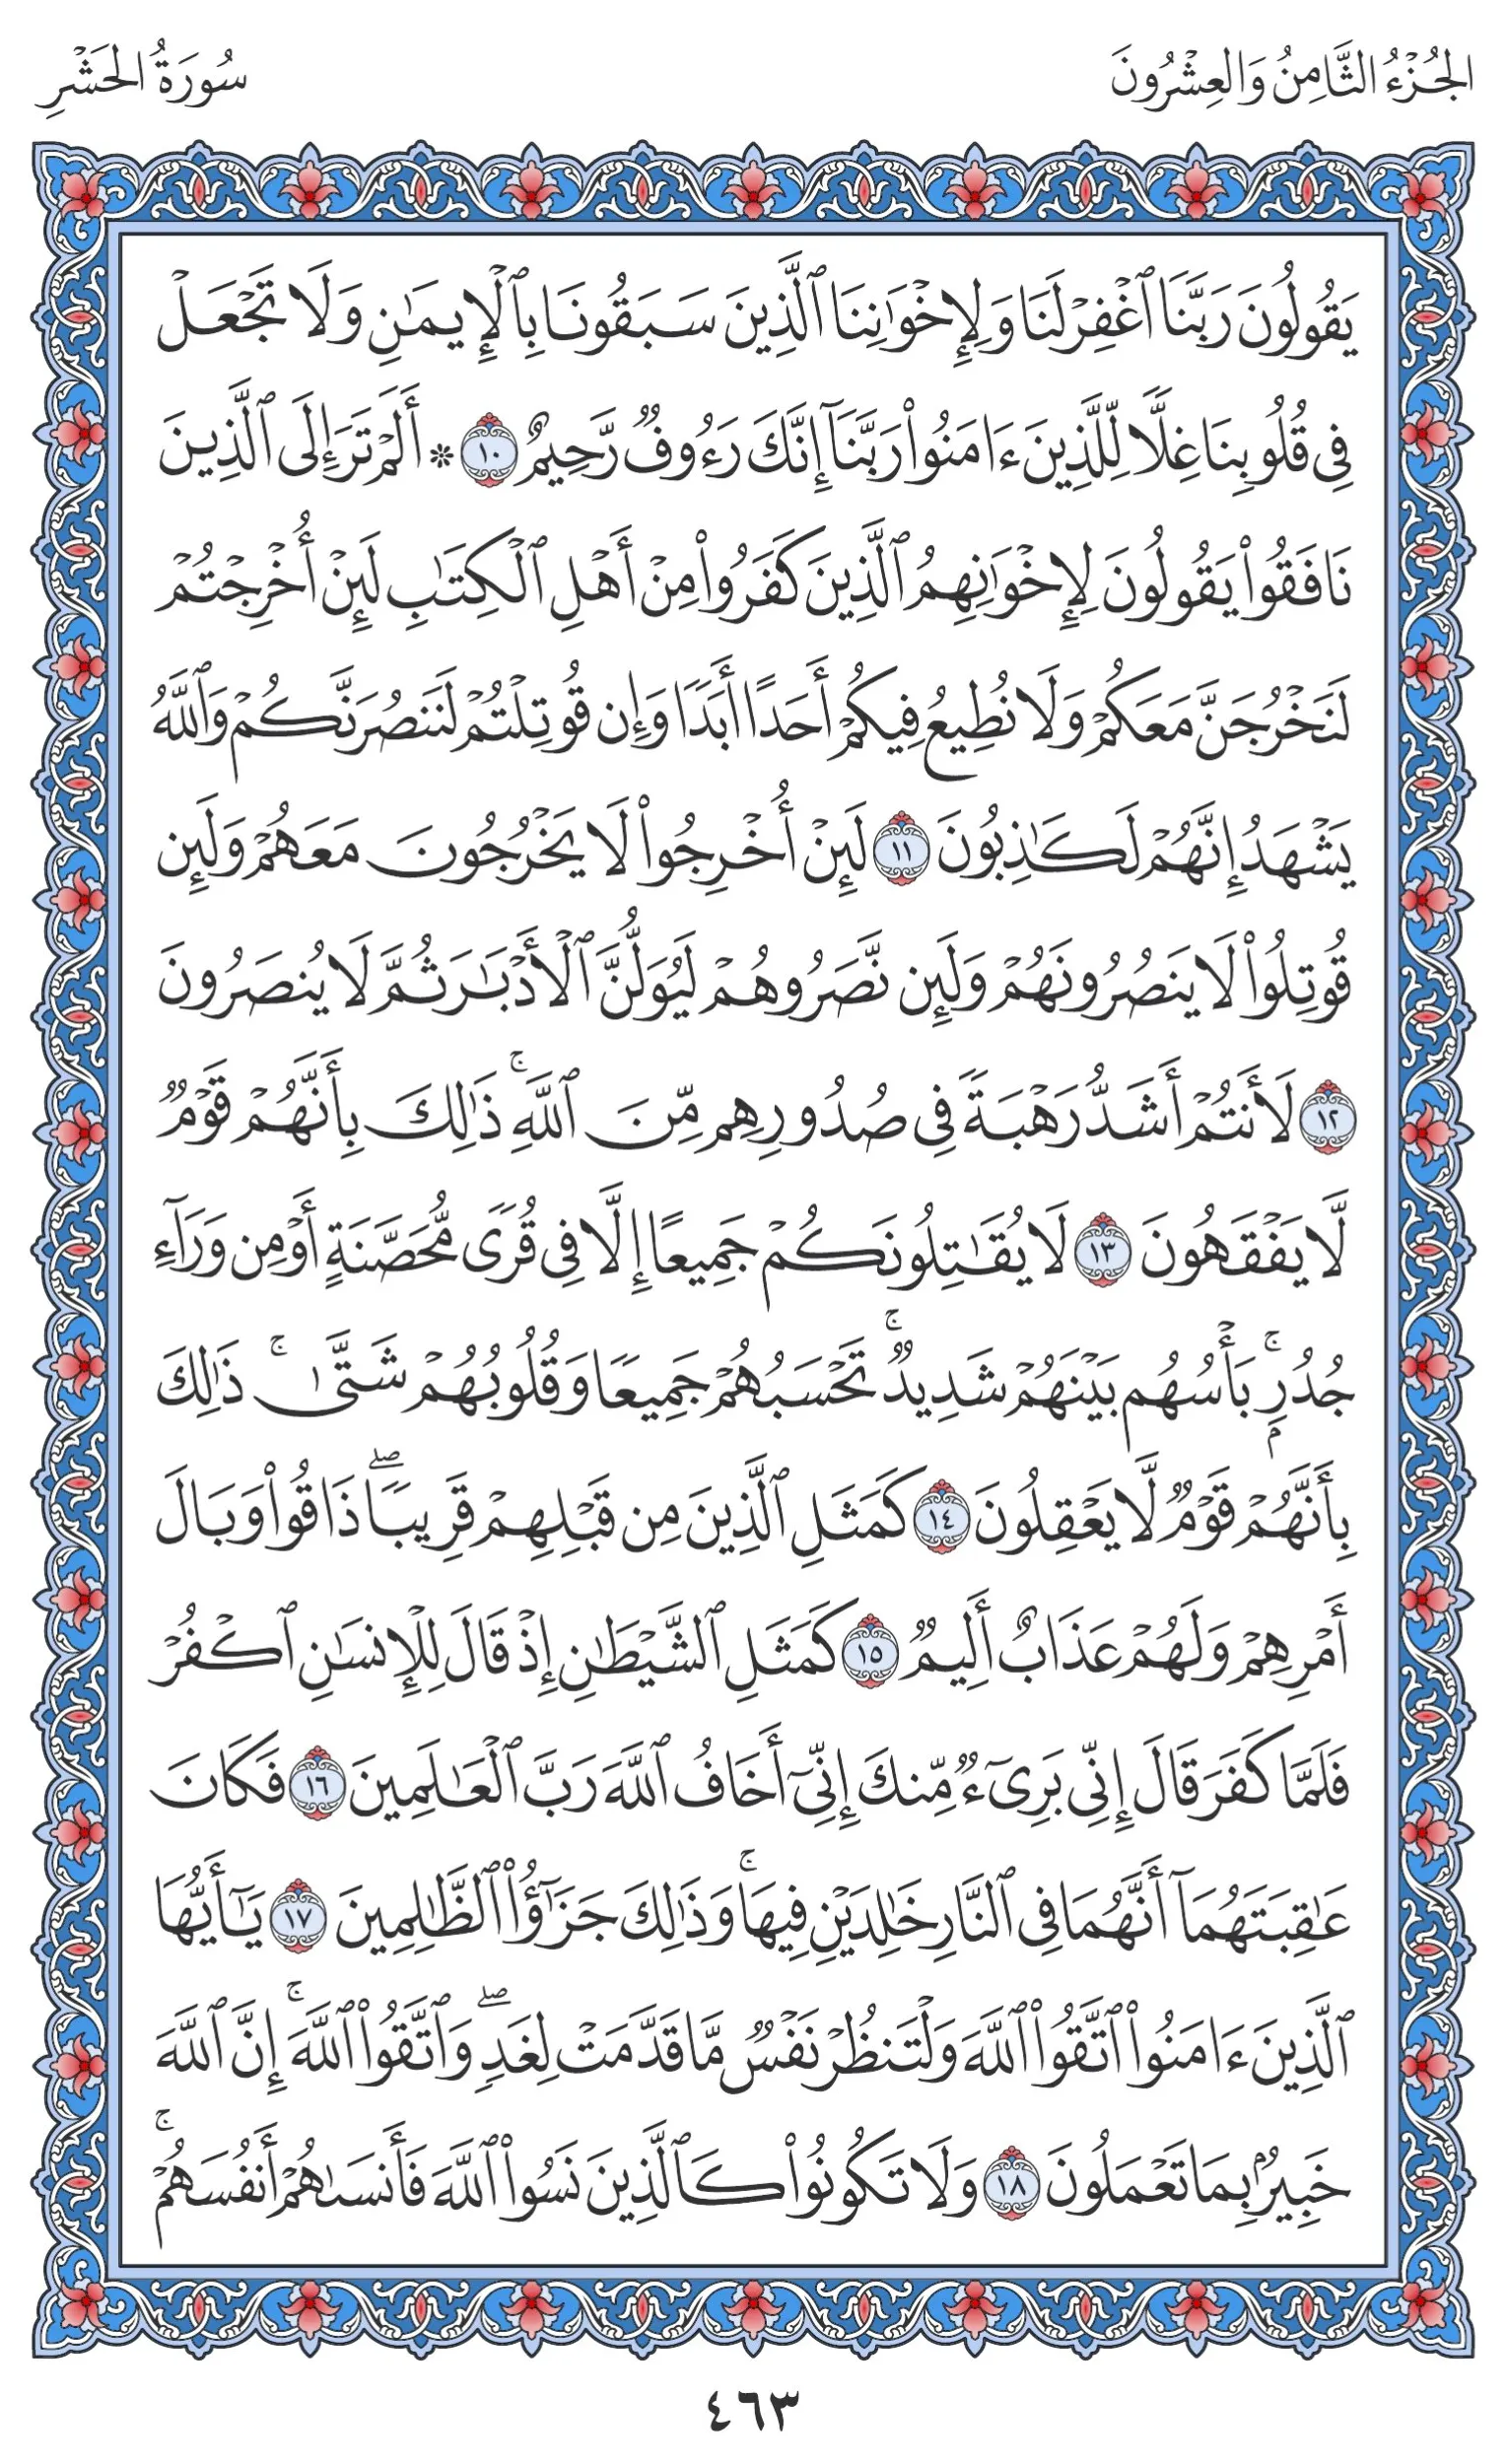 الجُزْءُ الثَّامِنُ وَالعِشْرُونَ
سُورَةُ الحَشْرِ
يَقُولُونَ رَبَّنَا ٱغْفِرْ لَنَا وَلِإِخْوَٰنِنَا ٱلَّذِينَ سَبَقُونَا بِٱلْإِيمَـٰنِ وَلَا تَجْعَلْ
فِى قُلُوبِنَا غِلًّا لِّلَّذِينَ ءَامَنُوا۟ رَبَّنَآ إِنَّكَ رَءُوفٌ رَّحِيمٌ ١٠ * أَلَمْ تَرَ إِلَى ٱلَّذِينَ
نَافَقُوا۟ يَقُولُونَ لِإِخْوَٰنِهِمُ ٱلَّذِينَ كَفَرُوا۟ مِنْ أَهْلِ ٱلْكِتَـٰبِ لَئِنْ أُخْرِجْتُمْ
لَنَخْرُجَنَّ مَعَكُمْ وَلَا نُطِيعُ فِيكُمْ أَحَدًا أَبَدًا وَإِن قُوتِلْتُمْ لَنَنصُرَنَّكُمْ وَٱللَّهُ
يَشْهَدُ إِنَّهُمْ لَكَـٰذِبُونَ ١١ لَئِنْ أُخْرِجُوا۟ لَا يَخْرُجُونَ مَعَهُمْ وَلَئِن
قُوتِلُوا۟ لَا يَنصُرُونَهُمْ وَلَئِن نَّصَرُوهُمْ لَيُوَلُّنَّ ٱلْأَدْبَـٰرَ ثُمَّ لَا يُنصَرُونَ
١٢ لَأَنتُمْ أَشَدُّ رَهْبَةً فِى صُدُورِهِم مِّنَ ٱللَّهِ ۚ ذَٰلِكَ بِأَنَّهُمْ قَوْمٌ
لَّا يَفْقَهُونَ ١٣ لَا يُقَـٰتِلُونَكُمْ جَمِيعًا إِلَّا فِى قُرًى مُّحَصَّنَةٍ أَوْ مِن وَرَآءِ
جُدُرٍۭ ۚ بَأْسُهُم بَيْنَهُمْ شَدِيدٌ ۚ تَحْسَبُهُمْ جَمِيعًا وَقُلُوبُهُمْ شَتَّىٰ ۚ ذَٰلِكَ
بِأَنَّهُمْ قَوْمٌ لَّا يَعْقِلُونَ ١٤ كَمَثَلِ ٱلَّذِينَ مِن قَبْلِهِمْ قَرِيبًا ۖ ذَاقُوا۟ وَبَالَ
أَمْرِهِمْ وَلَهُمْ عَذَابٌ أَلِيمٌ ١٥ كَمَثَلِ ٱلشَّيْطَـٰنِ إِذْ قَالَ لِلْإِنسَـٰنِ ٱكْفُرْ
فَلَمَّا كَفَرَ قَالَ إِنِّى بَرِىٓءٌ مِّنكَ إِنِّىٓ أَخَافُ ٱللَّهَ رَبَّ ٱلْعَـٰلَمِينَ ١٦ فَكَانَ
عَـٰقِبَتَهُمَآ أَنَّهُمَا فِى ٱلنَّارِ خَـٰلِدَيْنِ فِيهَا ۚ وَذَٰلِكَ جَزَٰٓؤُا۟ ٱلظَّـٰلِمِينَ ١٧ يَـٰٓأَيُّهَا
ٱلَّذِينَ ءَامَنُوا۟ ٱتَّقُوا۟ ٱللَّهَ وَلْتَنظُرْ نَفْسٌ مَّا قَدَّمَتْ لِغَدٍ ۖ وَٱتَّقُوا۟ ٱللَّهَ ۚ إِنَّ ٱللَّهَ
خَبِيرٌۢ بِمَا تَعْمَلُونَ ١٨ وَلَا تَكُونُوا۟ كَٱلَّذِينَ نَسُوا۟ ٱللَّهَ فَأَنسَىٰهُمْ أَنفُسَهُمْ ۚ
٤٦٣